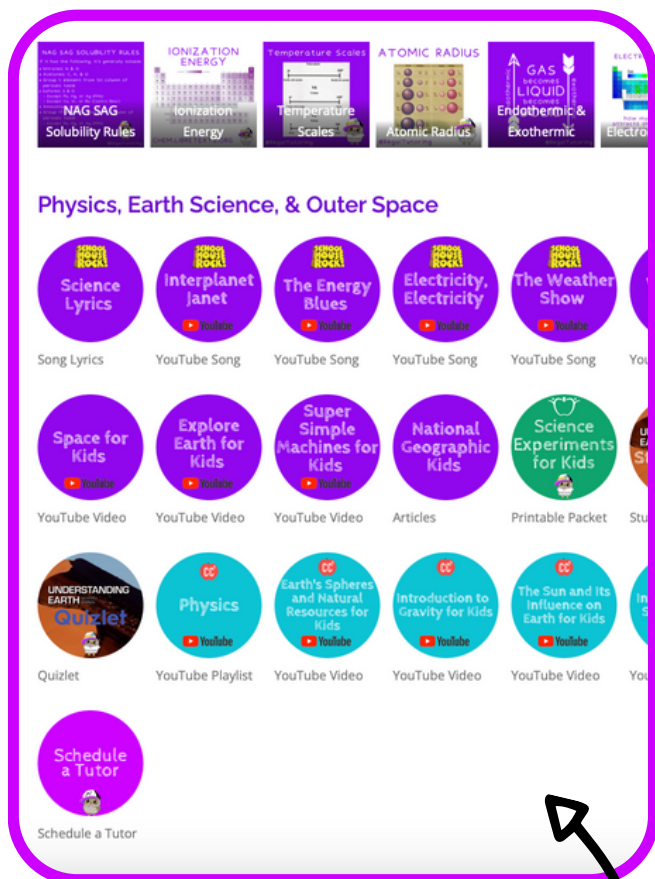 NAG SAG SOLUBILITY RULES
NAG SAG
Solubility Rules
IONIZATION
ENERGY
Ionization
Energy
Temperature Scales
Temperature
Scales
ATOMIC RADIUS
Atomic Radius
GAS
becomes
LIQUID
becomes
Endothermic &
Exothermic
Physics, Earth Science, & Outer Space
SCHOOL
HOUSE
ROCK!
Science
Lyrics
Song Lyrics
SCHOOL
HOUSE
ROCK!
Interplanet
Janet
YouTube
YouTube Song
SCHOOL
HOUSE
ROCK!
The Energy
Blues
YouTube
YouTube Song
SCHOOL
HOUSE
ROCK!
Electricity,
Electricity
YouTube
YouTube Song
SCHOOL
HOUSE
ROCK!
The Weather
Show
YouTube
YouTube Song
Space for
Kids
YouTube
YouTube Video
Explore
Earth for
Kids
YouTube
YouTube Video
Super
Simple
Machines for
Kids
YouTube
YouTube Video
National
Geographic
Kids
Articles
Science
Experiments
for Kids
Printable Packet
UNDERSTANDING
EARTH
Quizlet
Quizlet
CC
Physics
YouTube
YouTube Playlist
CC
Earth's Spheres
and Natural
Resources for
Kids
YouTube
YouTube Video
CC
Introduction to
Gravity for Kids
YouTube
YouTube Video
CC
The Sun and Its
Influence on
Earth for Kids
YouTube
YouTube Video
Schedule
a Tutor
Schedule a Tutor